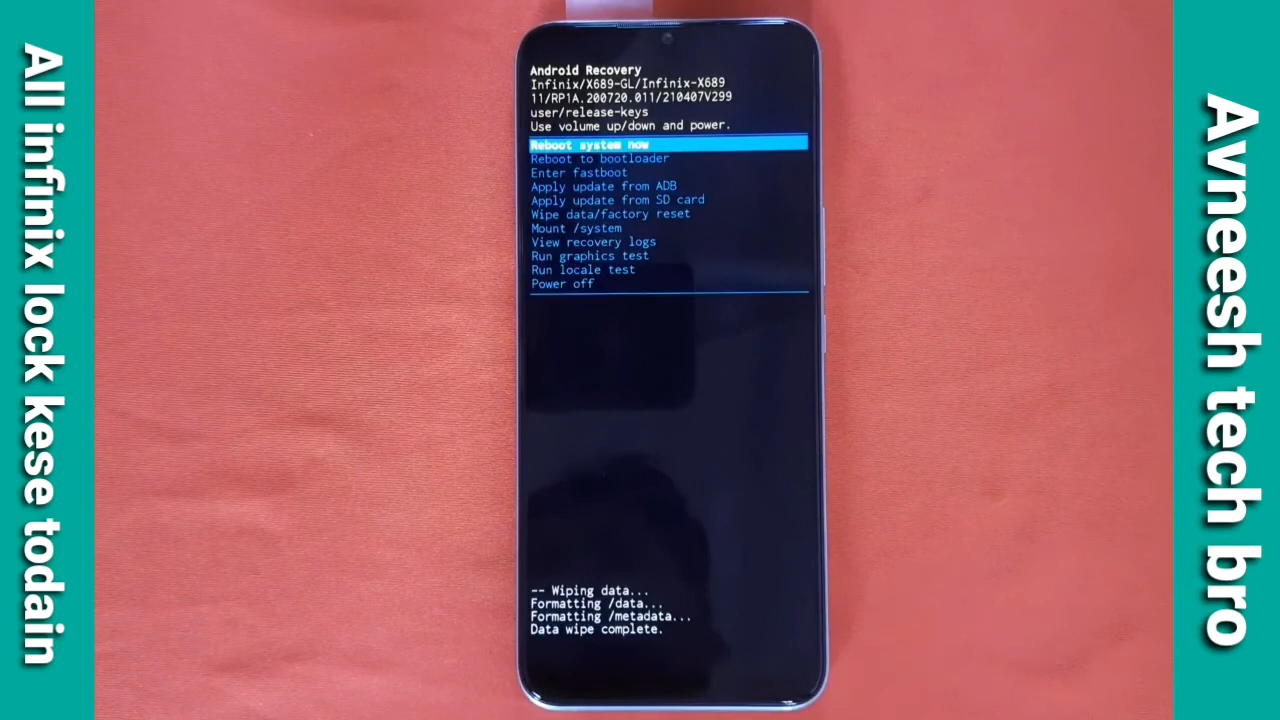 All infinix lock kese todain
Android Recovery
Infinix/X689-GL/Infinix-X689
11/RP1A.200720.011/210407V299
user/release-keys
Use volume up/down and power.
Reboot system now
Reboot to bootloader
Enter fastboot
Apply update from ADB
Apply update from SD card
Wipe data/factory reset
Mount /system
View recovery logs
Run graphics test
Run locale test
Power off
-- Wiping data...
Formatting /data...
Formatting /metadata...
Data wipe complete.
Avneesh tech bro